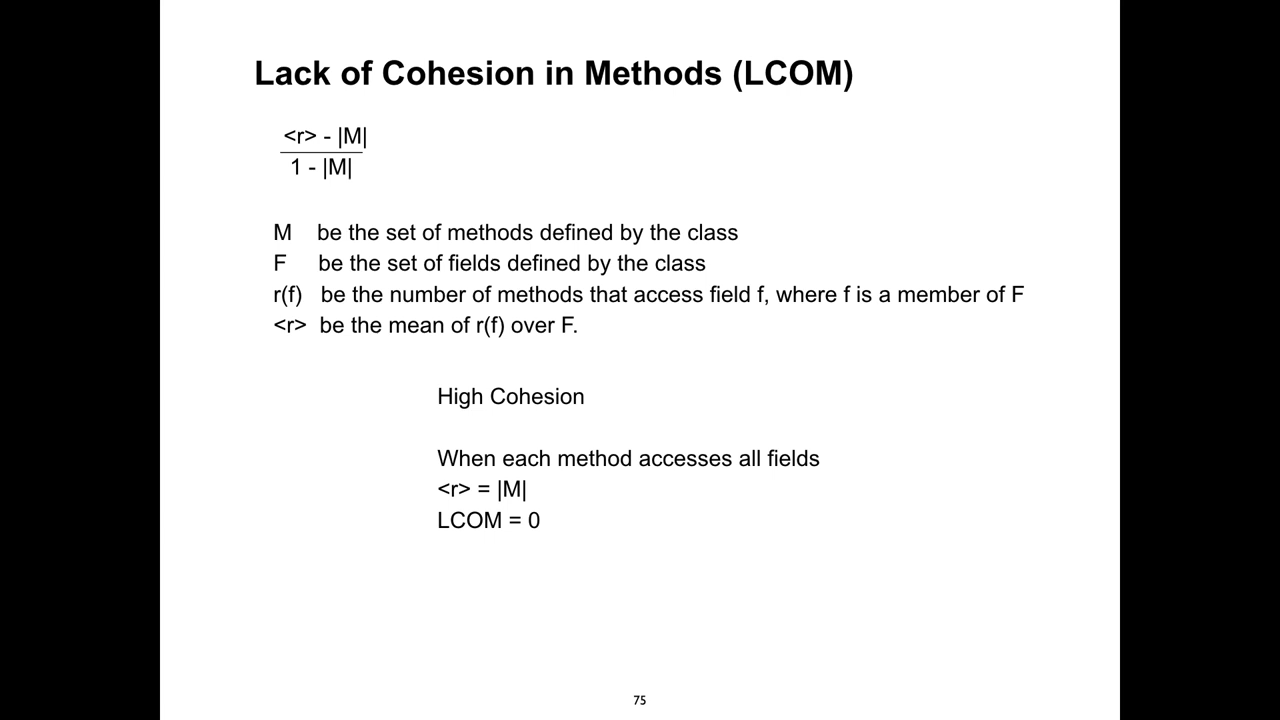 Lack of Cohesion in Methods (LCOM)
<r> - |M|
1 - |M|
M be the set of methods defined by the class
F be the set of fields defined by the class
r(f) be the number of methods that access field f, where f is a member of F
<r> be the mean of r(f) over F.
High Cohesion
When each method accesses all fields
<r> = |M|
LCOM = 0
75